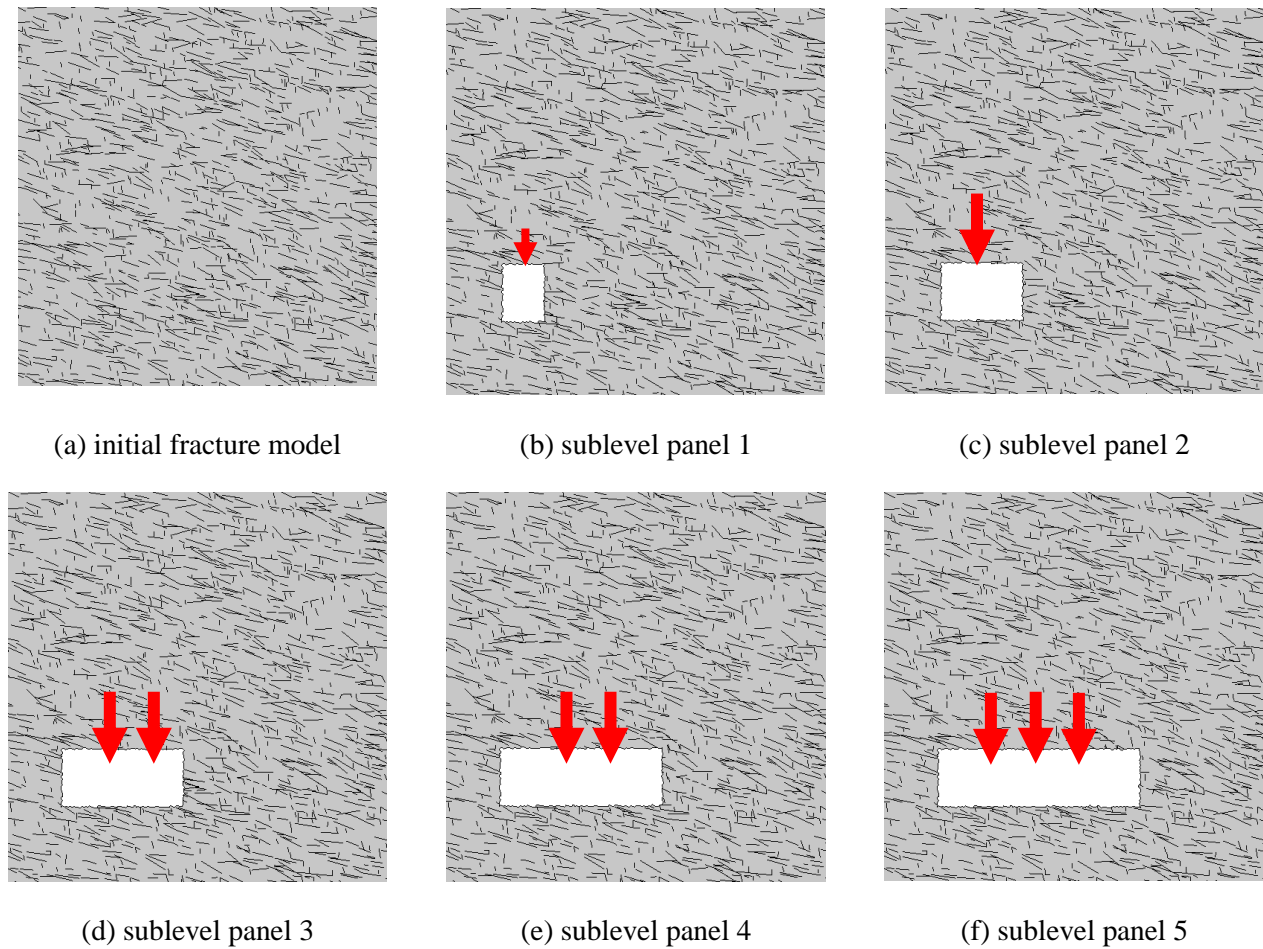 (a) initial fracture model
(b) sublevel panel 1
(c) sublevel panel 2
(d) sublevel panel 3
(e) sublevel panel 4
(f) sublevel panel 5